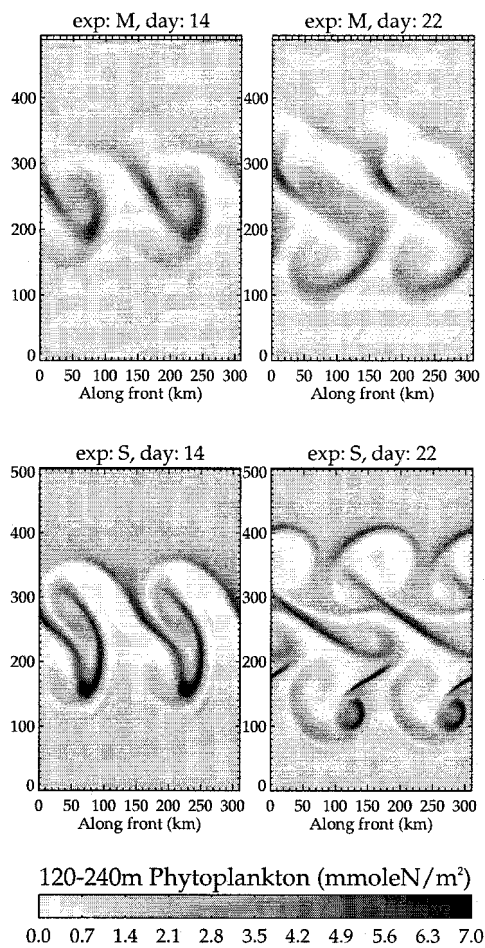 exp: M, day: 14
exp: M, day: 22
400
300
200
100
0
400
300
200
100
0
0 50 100 150 200 250 300
Along front (km)
0 50 100 150 200 250 300
Along front (km)
exp: S, day: 14
exp: S, day: 22
500
400
300
200
100
0
500
400
300
200
100
0
0 50 100 150 200 250 300
Along front (km)
0 50 100 150 200 250 300
Along front (km)
120-240m Phytoplankton (mmoleN/m²)
0.0 0.7 1.4 2.1 2.8 3.5 4.2 4.9 5.6 6.3 7.0